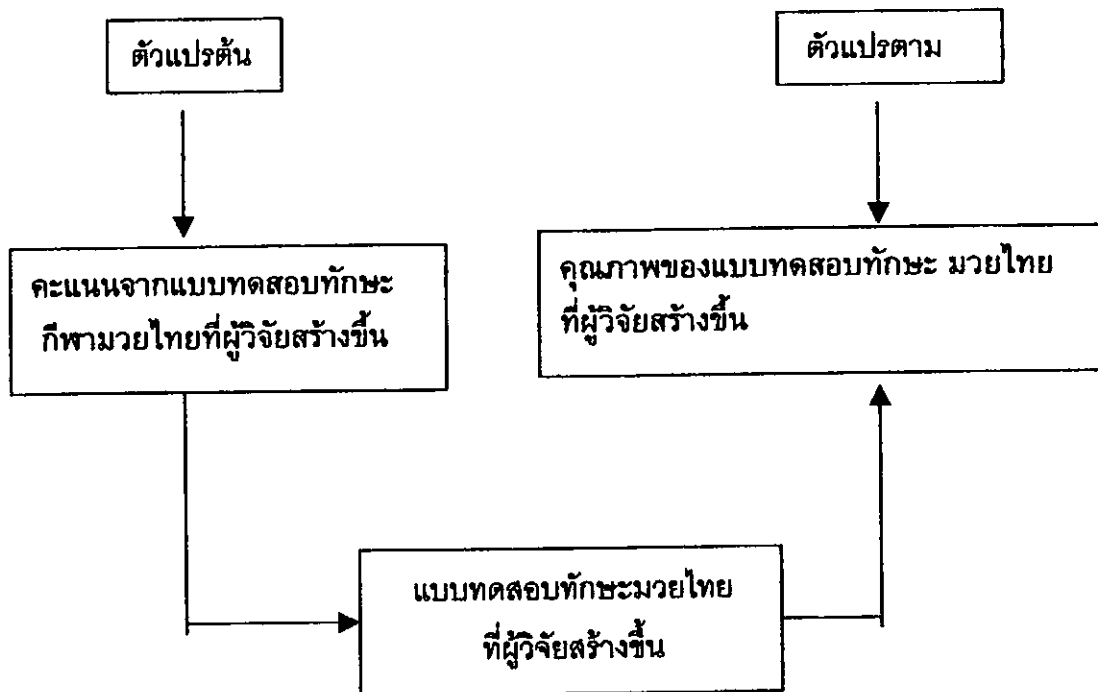 ตัวแปรต้น
ตัวแปรตาม
คะแนนจากแบบทดสอบทักษะ
กีฬามวยไทยที่ผู้วิจัยสร้างขึ้น
คุณภาพของแบบทดสอบทักษะ มวยไทย
ที่ผู้วิจัยสร้างขึ้น
แบบทดสอบทักษะมวยไทย
ที่ผู้วิจัยสร้างขึ้น